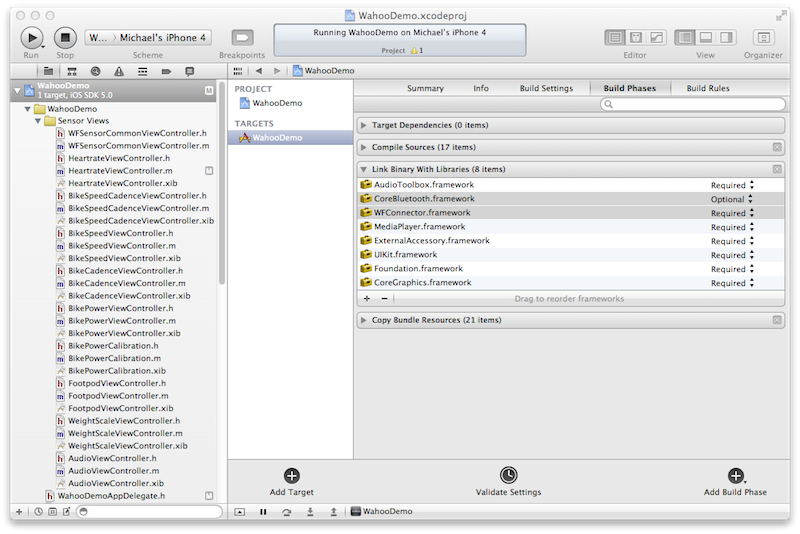 WahooDemo.xcodeproj
W... Michael's iPhone 4
Running WahooDemo on Michael's iPhone 4
Project 1
Run Stop Scheme Breakpoints Editor View Organizer
WahooDemo
WahooDemo
1 target, iOS SDK 5.0
M
WahooDemo
Sensor Views
WFSensorCommonViewController.h
WFSensorCommonViewController.m
HeartrateViewController.h
HeartrateViewController.m
M
HeartrateViewController.xib
BikeSpeedCadenceViewController.h
BikeSpeedCadenceViewController.m
BikeSpeedCadenceViewController.xib
BikeSpeedViewController.h
BikeSpeedViewController.m
BikeSpeedViewController.xib
BikeCadenceViewController.h
BikeCadenceViewController.m
BikeCadenceViewController.xib
BikePowerViewController.h
BikePowerViewController.m
BikePowerViewController.xib
BikePowerCalibration.h
BikePowerCalibration.m
BikePowerCalibration.xib
FootpodViewController.h
FootpodViewController.m
FootpodViewController.xib
WeightScaleViewController.h
WeightScaleViewController.m
WeightScaleViewController.xib
AudioViewController.h
AudioViewController.m
AudioViewController.xib
WahooDemoAppDelegate.h
M
PROJECT
WahooDemo
TARGETS
WahooDemo
Summary Info Build Settings Build Phases Build Rules
Target Dependencies (0 items)
Compile Sources (17 items)
Link Binary With Libraries (8 items)
AudioToolbox.framework Required
CoreBluetooth.framework Optional
WFConnector.framework Required
MediaPlayer.framework Required
ExternalAccessory.framework Required
UIKit.framework Required
Foundation.framework Required
CoreGraphics.framework Required
Drag to reorder frameworks
Copy Bundle Resources (21 items)
Add Target Validate Settings Add Build Phase
WahooDemo